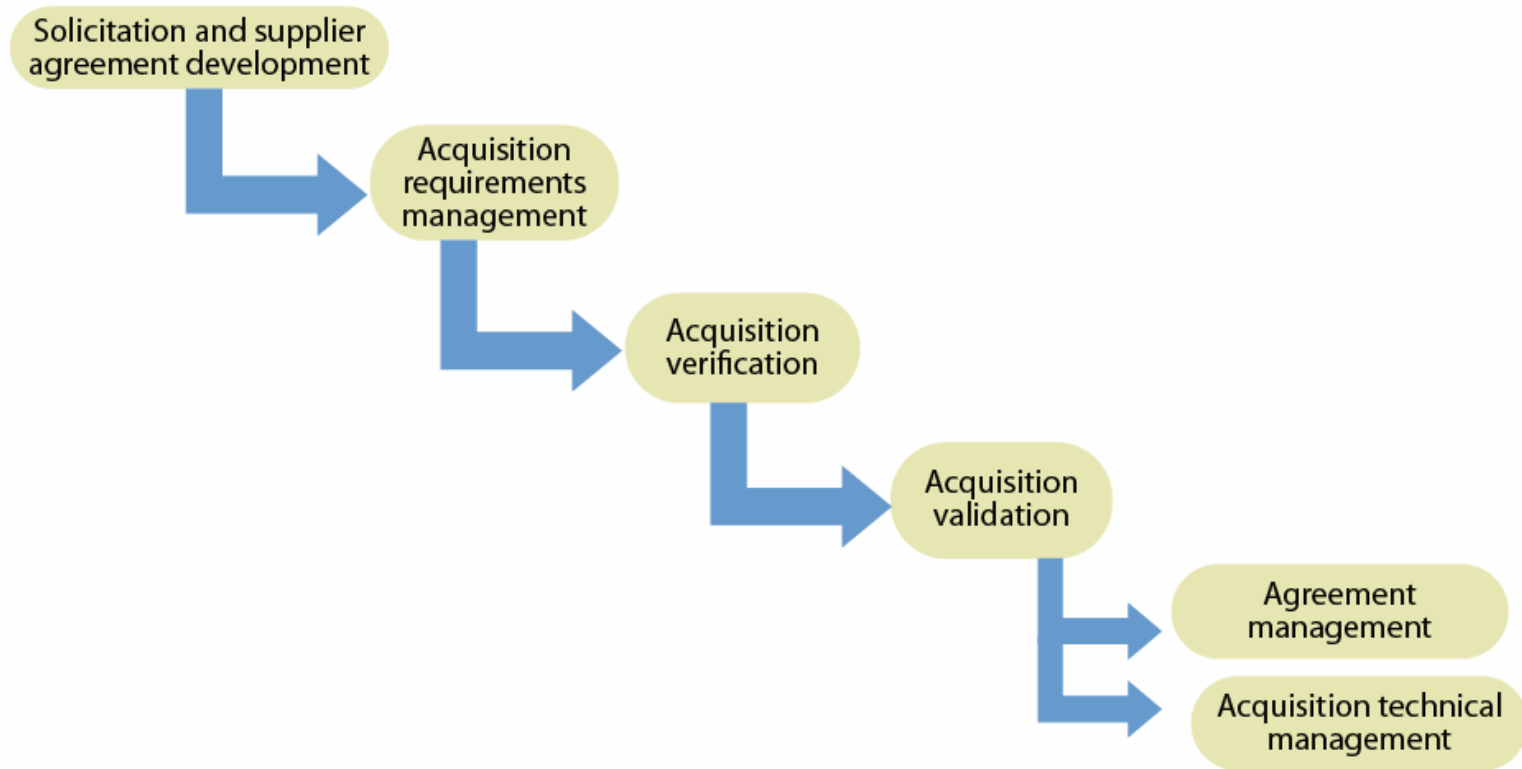 Solicitation and supplier
agreement development
Acquisition
requirements
management
Acquisition
verification
Acquisition
validation
Agreement
management
Acquisition technical
management